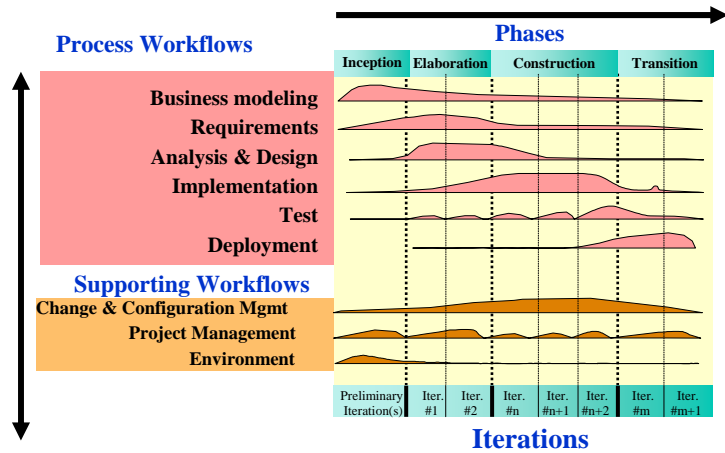 Phases
Process Workflows
Inception Elaboration Construction Transition
Business modeling
Requirements
Analysis & Design
Implementation
Test
Deployment
Supporting Workflows
Change & Configuration Mgmt
Project Management
Environment
Preliminary Iter. Iter. Iter. Iter. Iter. Iter. Iter.
Iteration(s) #1 #2 #n #n+1 #n+2 #m #m+1
Iterations